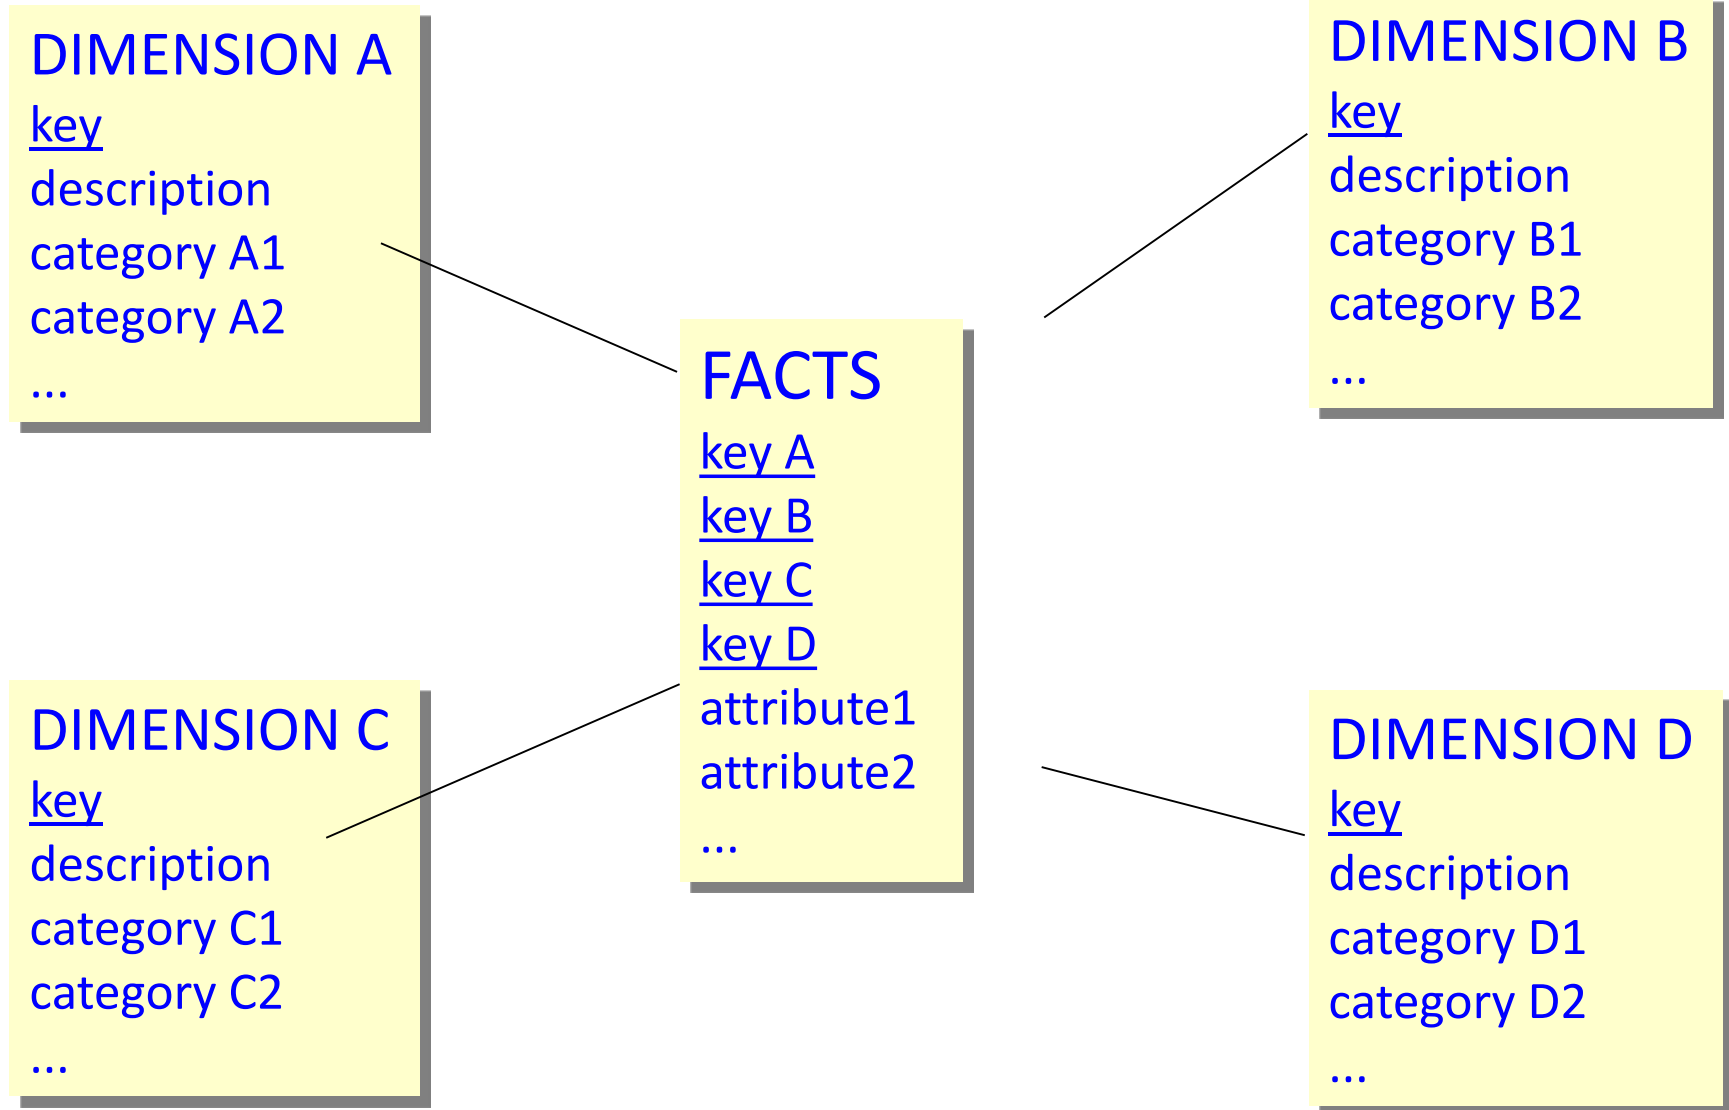 DIMENSION A
key
description
category A1
category A2
...
DIMENSION B
key
description
category B1
category B2
...
FACTS
key A
key B
key C
key D
attribute1
attribute2
...
DIMENSION C
key
description
category C1
category C2
...
DIMENSION D
key
description
category D1
category D2
...